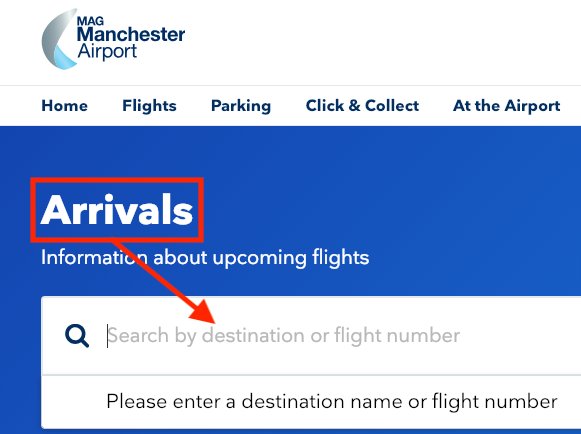 MAG
Manchester
Airport
Home Flights Parking Click & Collect At the Airport
Arrivals
Information about upcoming flights
Search by destination or flight number
Please enter a destination name or flight number